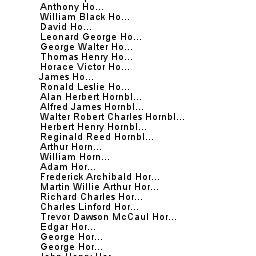 Anthony Ho...
William Black Ho...
David Ho...
Leonard George Ho...
George Walter Ho...
Thomas Henry Ho...
Horace Victor Ho...
James Ho...
Ronald Leslie Ho...
Alan Herbert Hornbl...
Alfred James Hornbl...
Walter Robert Charles Hornbl...
Herbert Henry Hornbl...
Reginald Reed Hornbl...
Arthur Horn...
William Horn...
Adam Hor...
Frederick Archibald Hor...
Martin Willie Arthur Hor...
Richard Charles Hor...
Charles Linford Hor...
Trevor Dawson McCaul Hor...
Edgar Hor...
George Hor...
George Hor...
John Henry Hor...